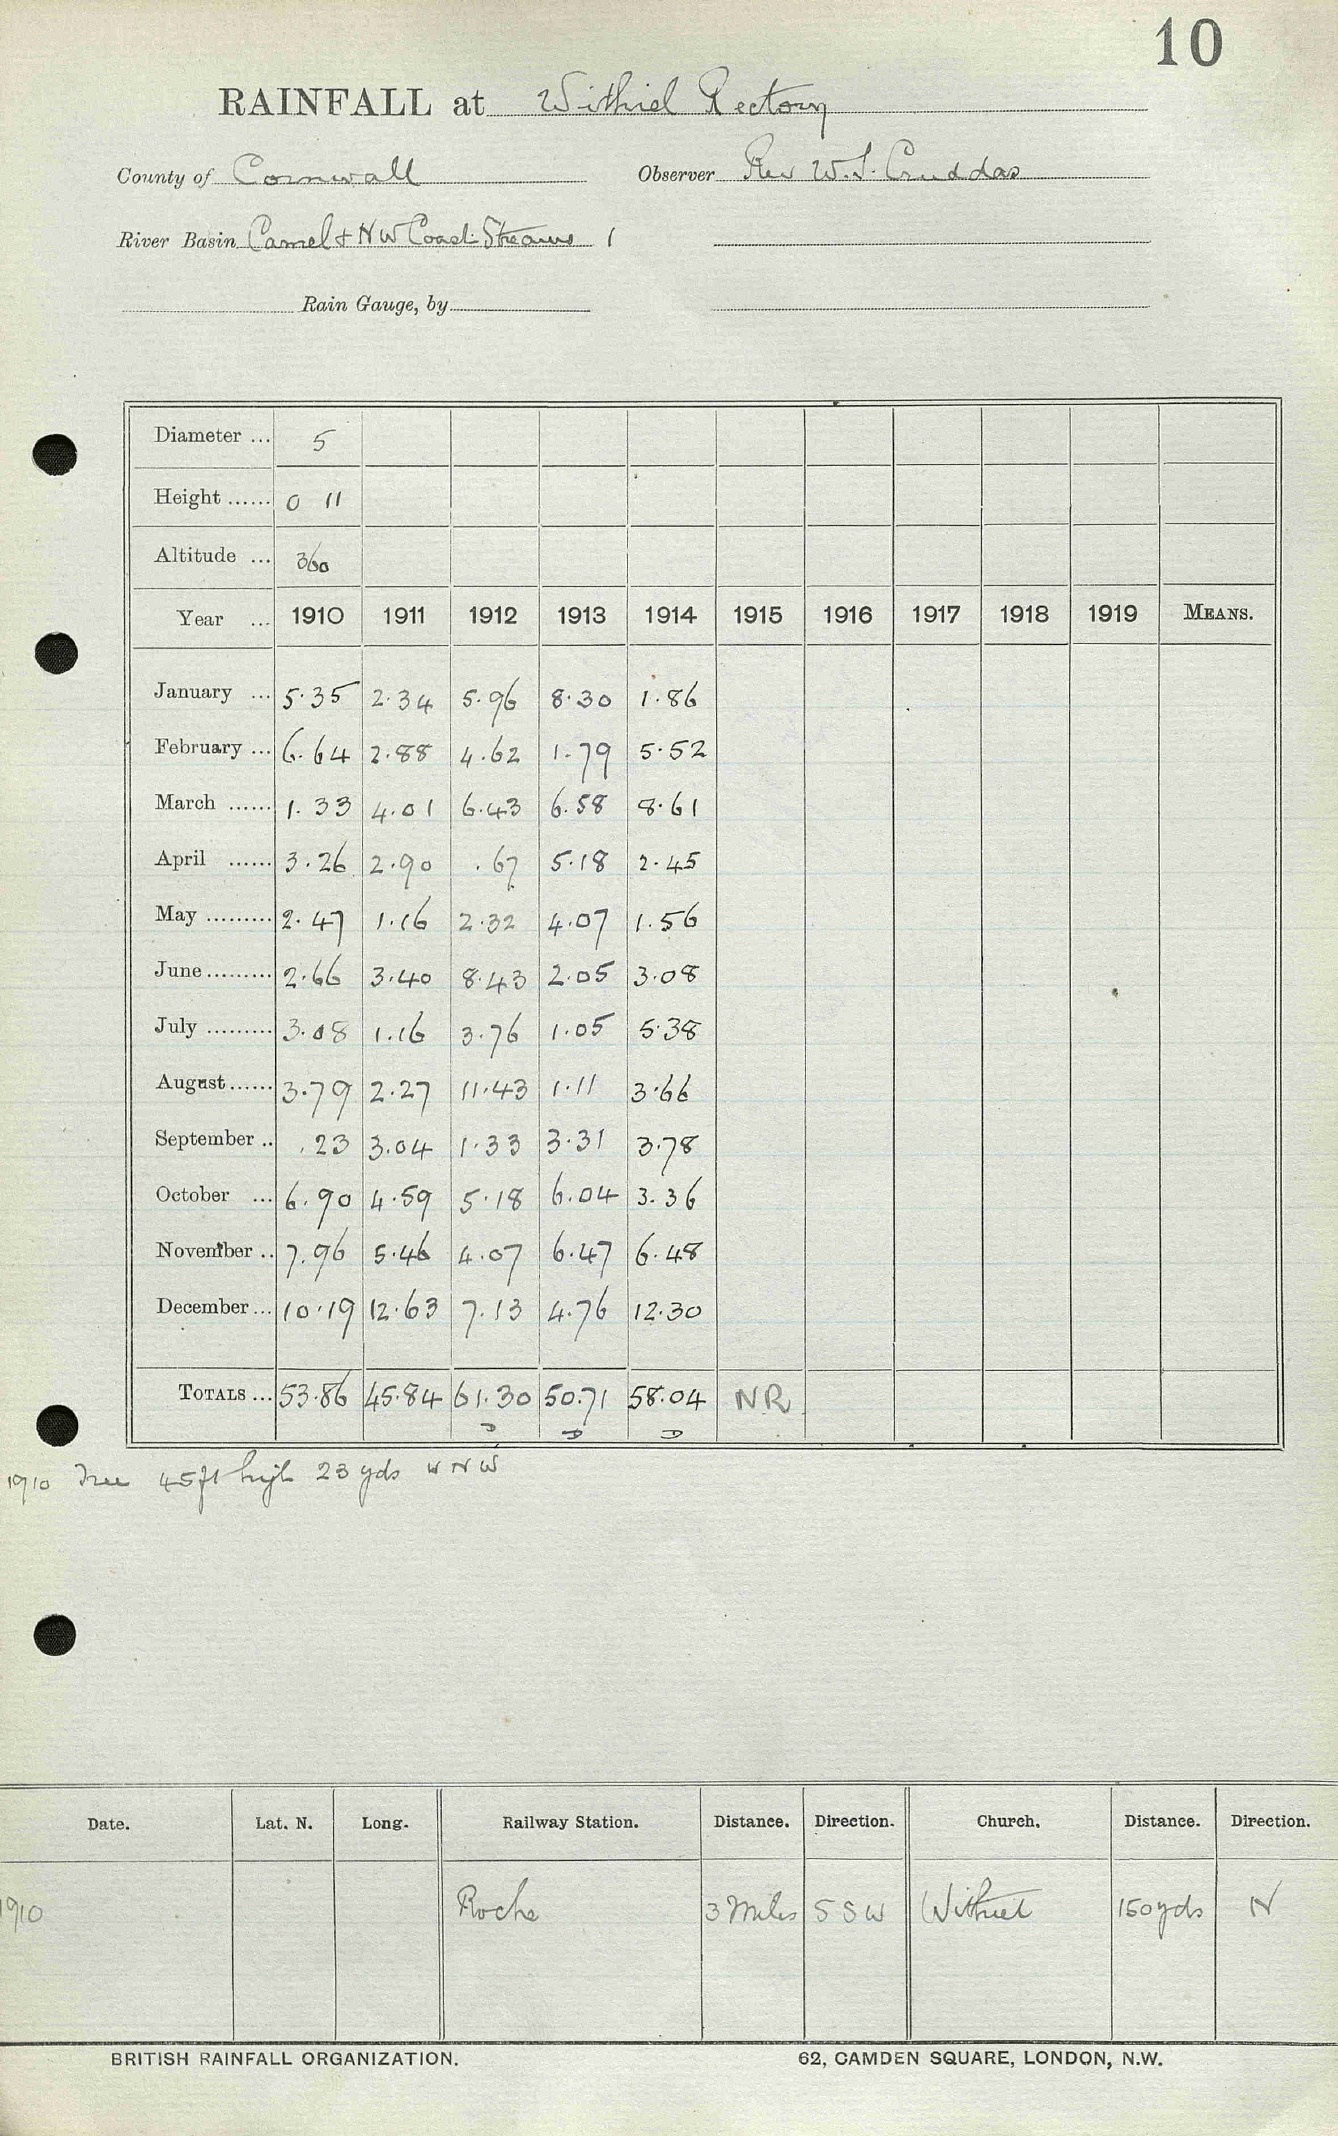 10
RAINFALL at Withiel Rectory
County of Cornwall Observer Rev W. S. Cruddas
River Basin Camel & NW Coast Streams 1
Rain Gauge, by
Diameter ... 5
Height ...... 0 11
Altitude ... 360
Year ... 1910 1911 1912 1913 1914 1915 1916 1917 1918 1919 MEANS.
January ... 5.35 2.34 5.96 8.30 1.86
February ... 6.64 2.88 4.62 1.79 5.52
March ...... 1.33 4.01 6.43 6.58 8.61
April ...... 3.26 2.90 .67 5.18 2.45
May ......... 2.47 1.16 2.32 4.07 1.56
June ......... 2.66 3.40 8.43 2.05 3.08
July ......... 3.08 1.16 3.76 1.05 5.38
August ...... 3.79 2.27 11.43 1.11 3.66
September .. .23 3.04 1.33 3.31 3.78
October ... 6.90 4.59 5.18 6.04 3.36
November .. 7.96 5.46 4.07 6.47 6.48
December ... 10.19 12.63 7.13 4.76 12.30
TOTALS ... 53.86 45.84 61.30 50.71 58.04 NR
1910 Tree 45ft high 23 yds W N W
Date. Lat. N. Long. Railway Station. Distance. Direction. Church. Distance. Direction.
1910 Roche 3 Miles S S W Withiel 150 yds N
BRITISH RAINFALL ORGANIZATION. 62, CAMDEN SQUARE, LONDON, N.W.